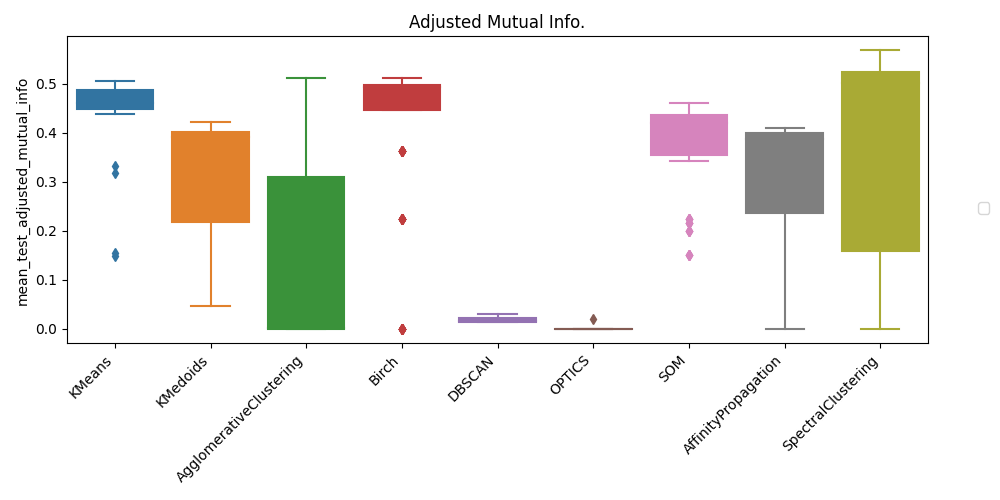 Adjusted Mutual Info.
mean_test_adjusted_mutual_info
0.5
0.4
0.3
0.2
0.1
0.0
KMeans
KMedoids
AgglomerativeClustering
Birch
DBSCAN
OPTICS
SOM
AffinityPropagation
SpectralClustering